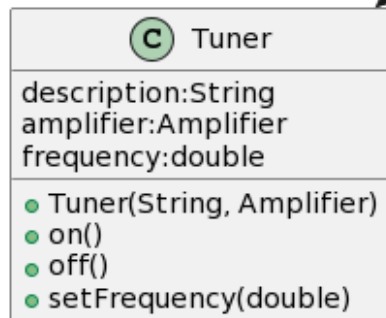 C Tuner
description:String
amplifier:Amplifier
frequency:double
Tuner(String, Amplifier)
on()
off()
setFrequency(double)